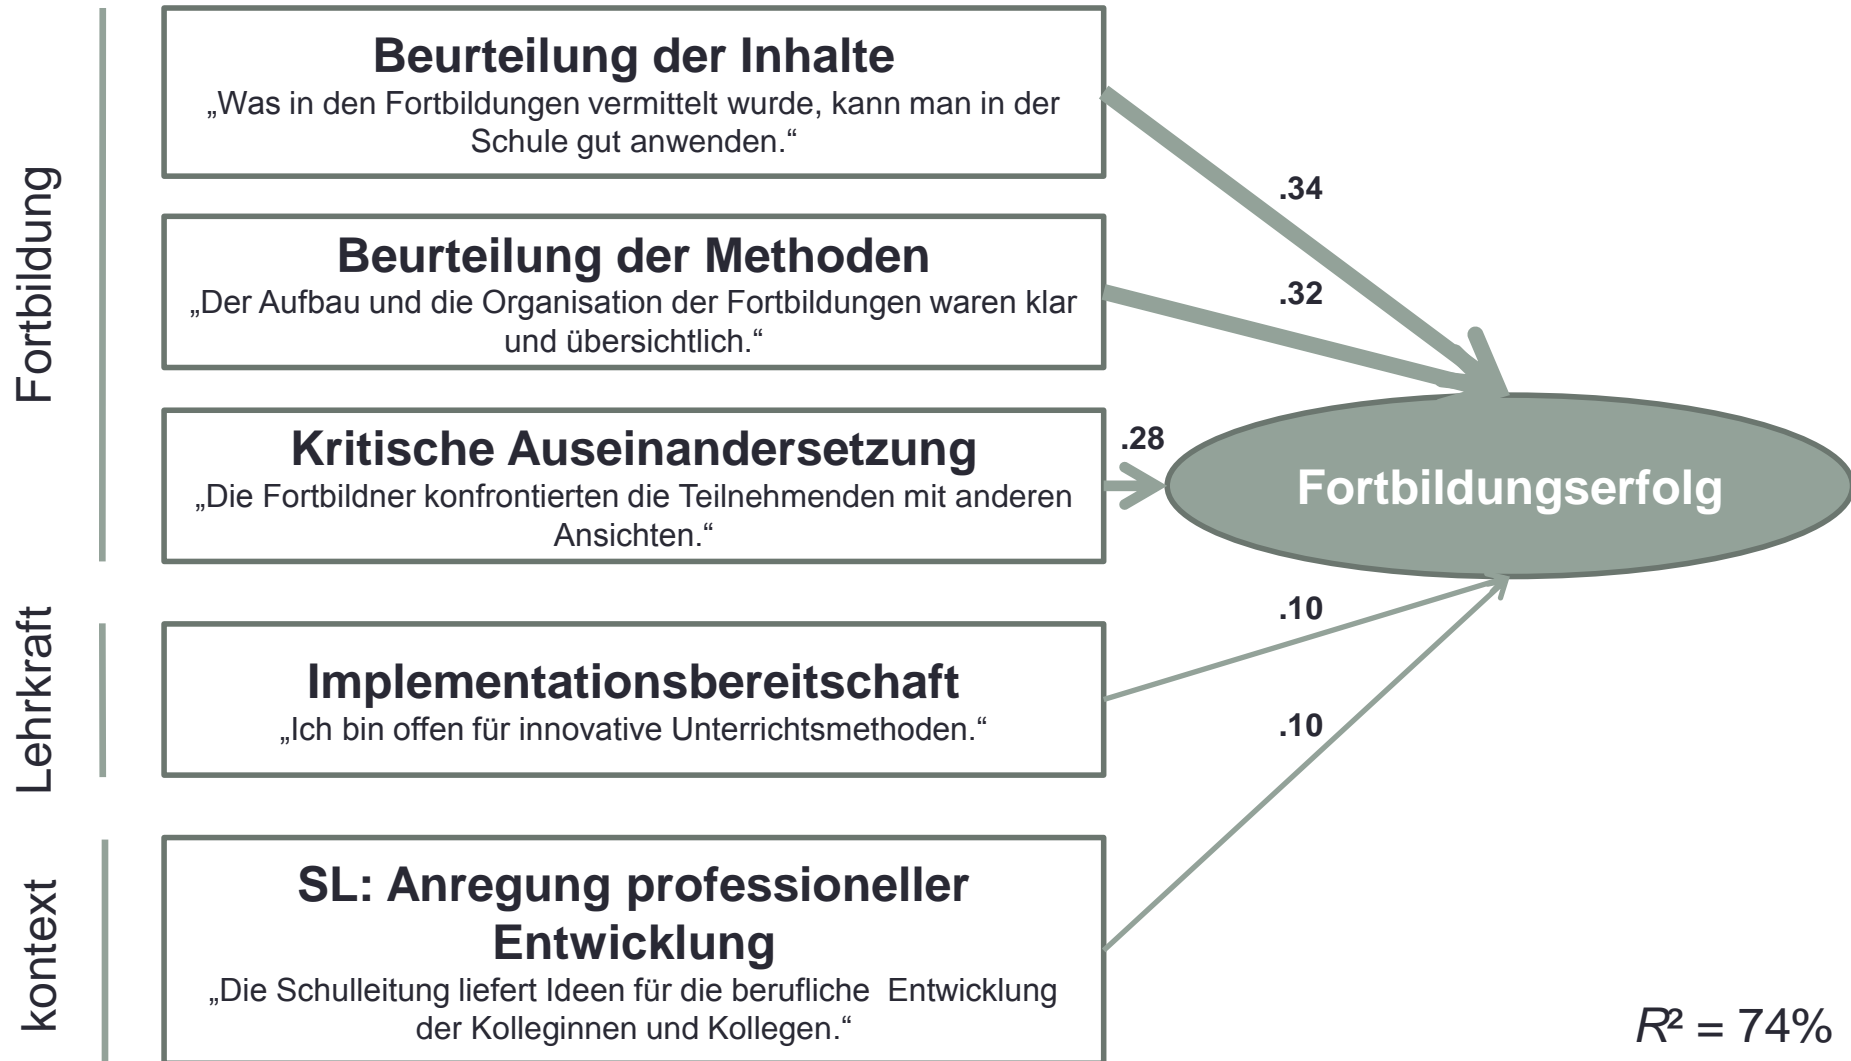 Fortbildung
Beurteilung der Inhalte
„Was in den Fortbildungen vermittelt wurde, kann man in der
Schule gut anwenden.“
.34
Beurteilung der Methoden
„Der Aufbau und die Organisation der Fortbildungen waren klar
und übersichtlich.“
.32
Kritische Auseinandersetzung
„Die Fortbildner konfrontierten die Teilnehmenden mit anderen
Ansichten.“
.28
Fortbildungserfolg
Lehrkraft
Implementationsbereitschaft
„Ich bin offen für innovative Unterrichtsmethoden.“
.10
kontext
SL: Anregung professioneller
Entwicklung
„Die Schulleitung liefert Ideen für die berufliche  Entwicklung
der Kolleginnen und Kollegen.“
.10
R² = 74%